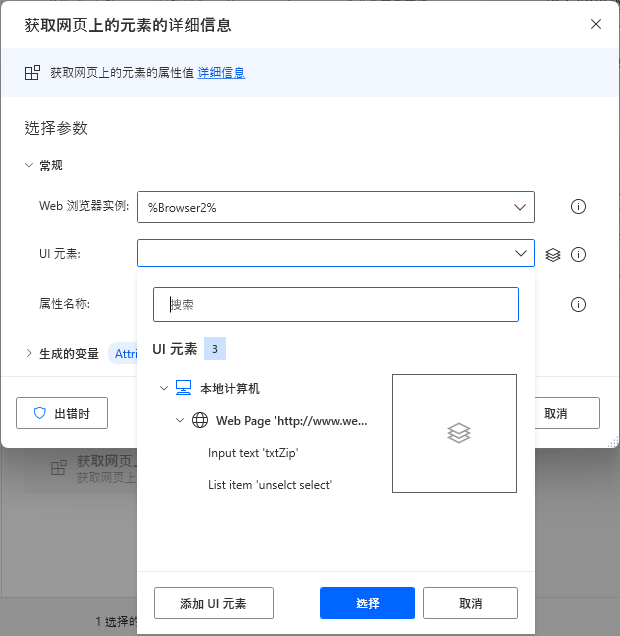 获取网页上的元素的详细信息
获取网页上的元素的属性值 详细信息
选择参数
常规
Web 浏览器实例:
%Browser2%
UI 元素:
属性名称:
搜索
生成的变量
Attri
UI 元素 3
本地计算机
Web Page 'http://www.we...
Input text 'txtZip'
List item 'unselct select'
出错时
取消
获取网页
获取网页上
添加 UI 元素
选择
取消
1 选择的